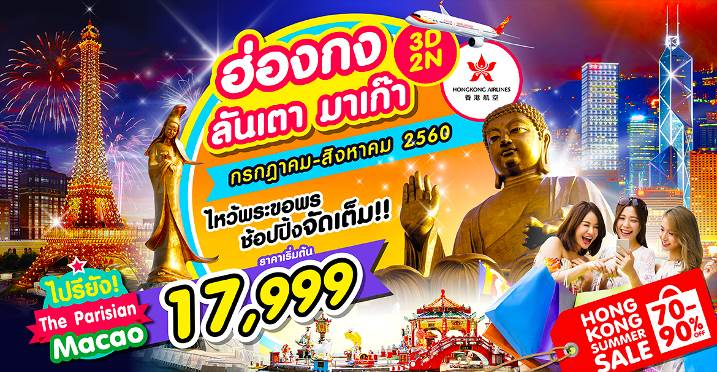 ฮ่องกง
3D
2N
ลันเตา มาเก๊า
HONGKONG AIRLINES
香港航空
กรกฎาคม-สิงหาคม 2560
ไหว้พระขอพร
ช้อปปิ้งจัดเต็ม!!
ราคาเริ่มต้น
17,999
ไปรึยัง!
The Parisian
Macao
HONG
KONG
SUMMER
SALE
70-
90% OFF